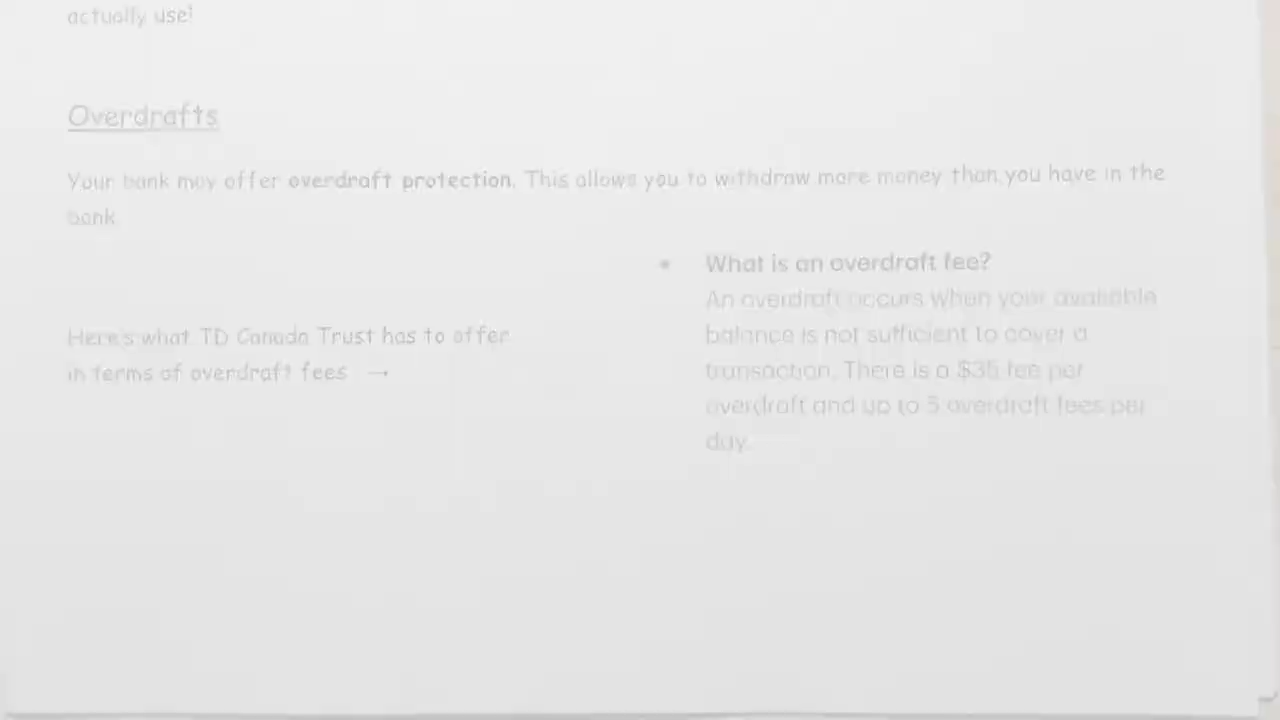 actually use!
Overdrafts
Your bank may offer overdraft protection. This allows you to withdraw more money than you have in the
bank.
Here's what TD Canada Trust has to offer
in terms of overdraft fees →
• What is an overdraft fee?
An overdraft occurs when your available
balance is not sufficient to cover a
transaction. There is a $35 fee per
overdraft and up to 5 overdraft fees per
day.